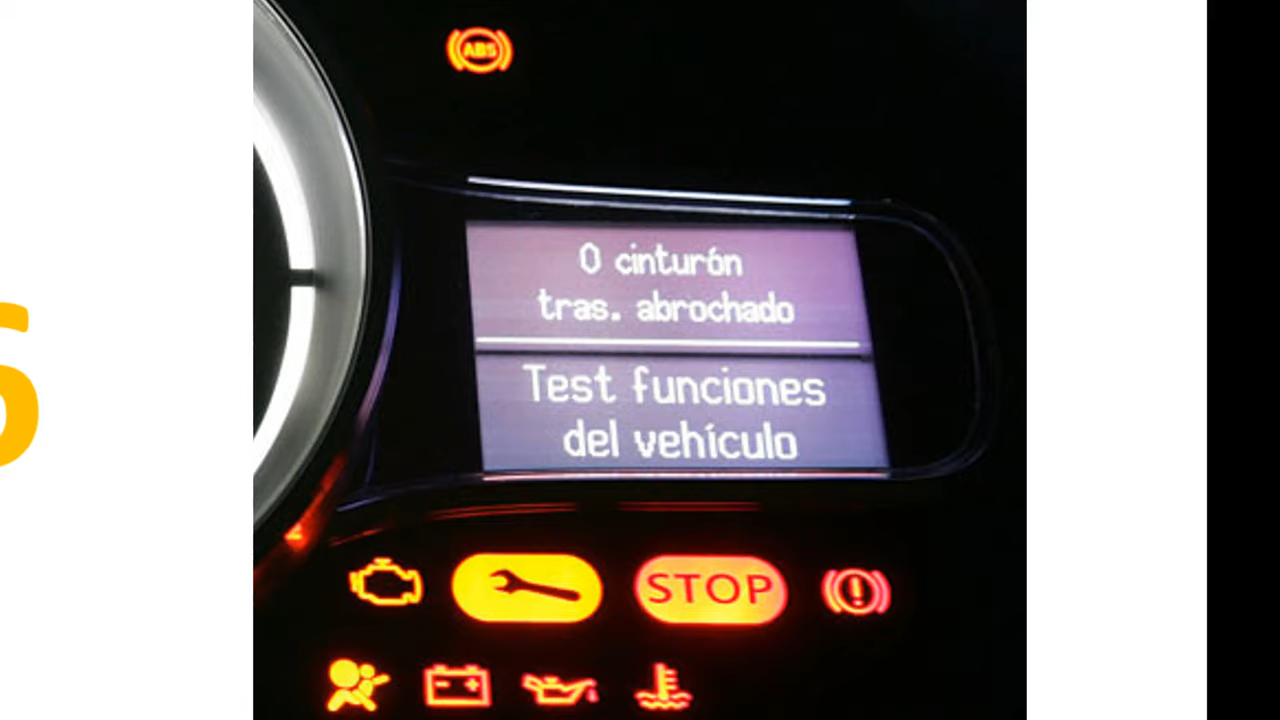 ABS
0 cinturón
tras. abrochado
Test funciones
del vehículo
STOP